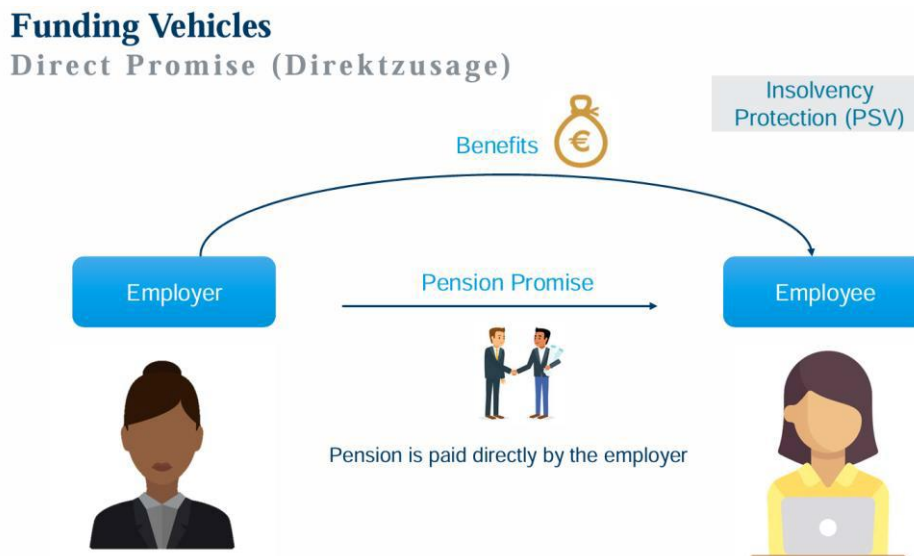 Funding Vehicles
Direct Promise (Direktzusage)
Insolvency
Protection (PSV)
Benefits
€
Employer
Pension Promise
Employee
Pension is paid directly by the employer